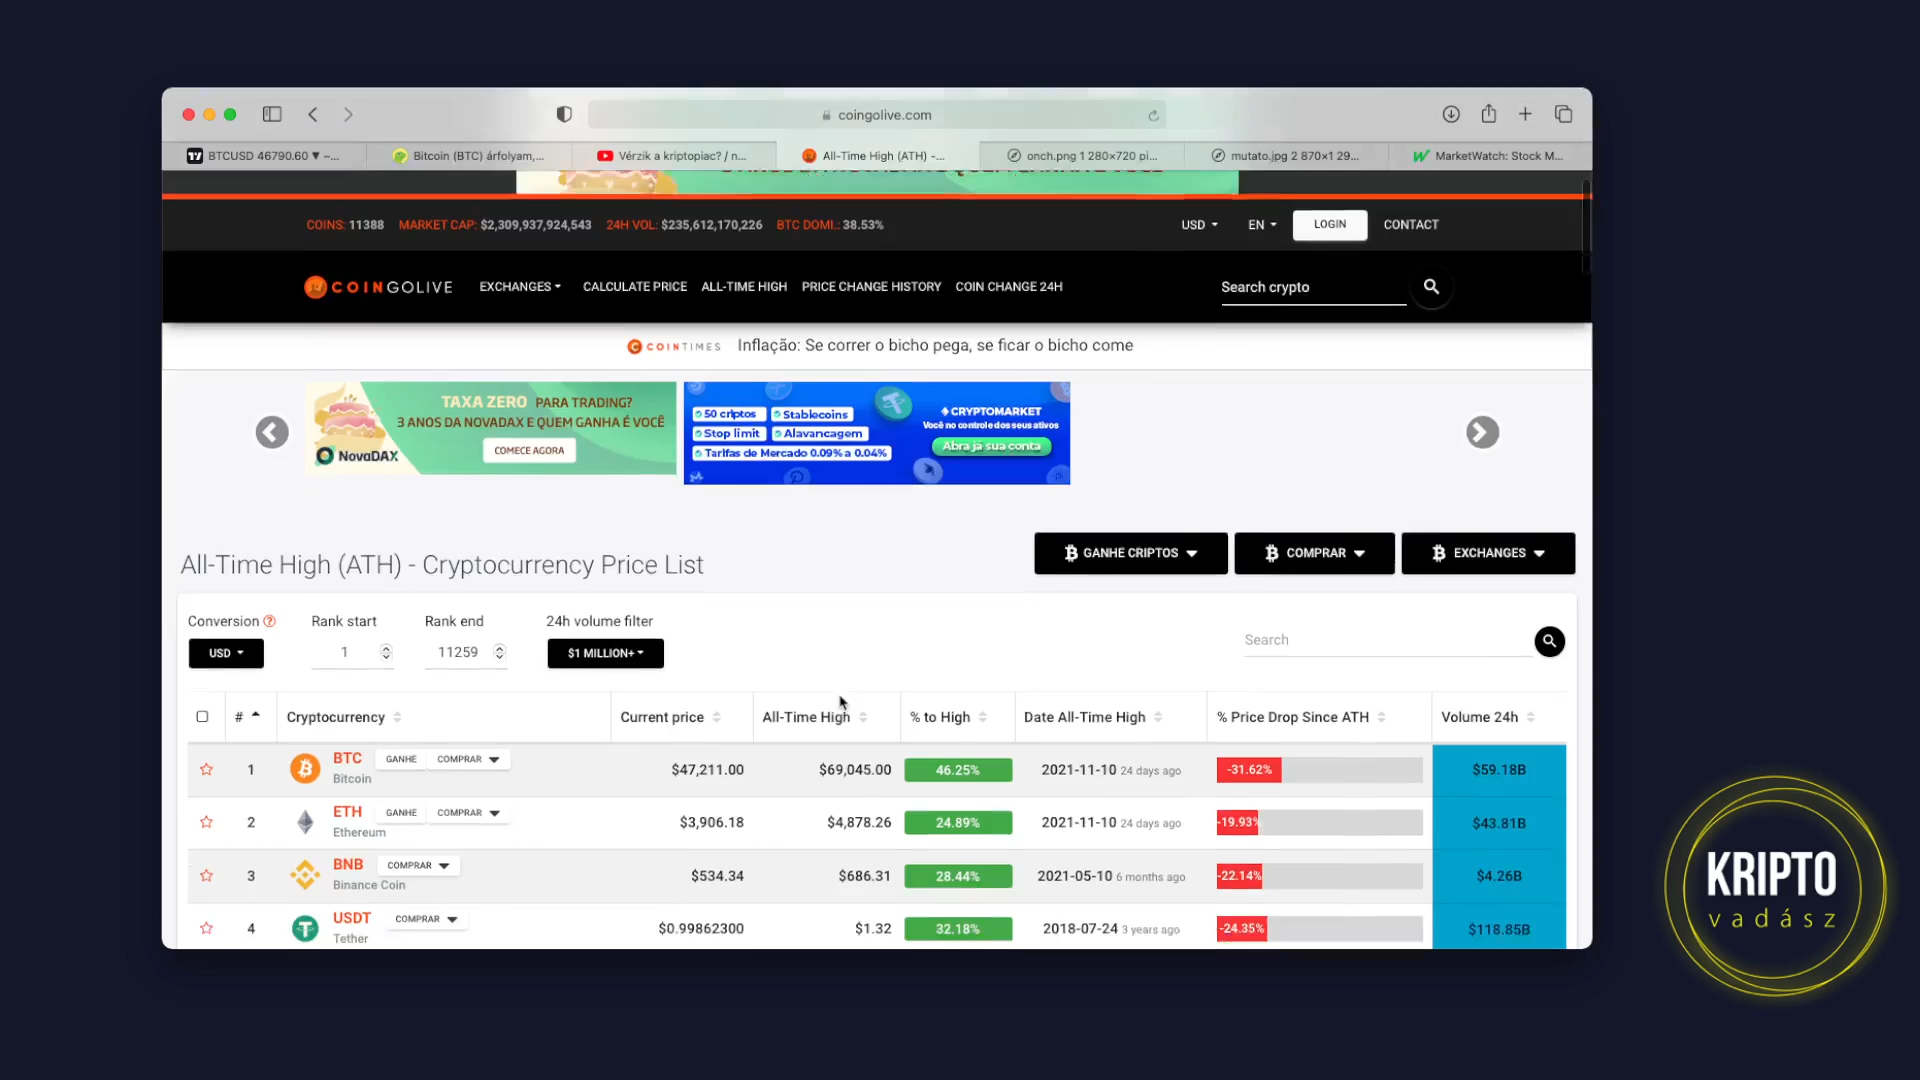 coingolive.com
BTCUSD 46790.60 ▼ –...
Bitcoin (BTC) árfolyam,...
Vérzik a kriptopiac? / n...
All-Time High (ATH) -...
onch.png 1 280×720 pi...
mutato.jpg 2 870×1 29...
MarketWatch: Stock M...
COINS: 11388 MARKET CAP: $2,309,937,924,543 24H VOL: $235,612,170,226 BTC DOMI.: 38.53%
USD EN LOGIN CONTACT
COINGOLIVE EXCHANGES CALCULATE PRICE ALL-TIME HIGH PRICE CHANGE HISTORY COIN CHANGE 24H
Search crypto
COINTIMES Inflação: Se correr o bicho pega, se ficar o bicho come
TAXA ZERO PARA TRADING?
3 ANOS DA NOVADAX E QUEM GANHA É VOCÊ
NovaDAX COMECE AGORA
50 criptos Stablecoins
Stop limit Alavancagem
Tarifas de Mercado 0.09% a 0.04%
CRYPTOMARKET
Você no controle dos seus ativos
Abra já sua conta
All-Time High (ATH) - Cryptocurrency Price List
GANHE CRIPTOS COMPRAR EXCHANGES
Conversion Rank start Rank end 24h volume filter
USD 1 11259 $1 MILLION+
Search
# Cryptocurrency Current price All-Time High % to High Date All-Time High % Price Drop Since ATH Volume 24h
1 BTC GANHE COMPRAR $47,211.00 $69,045.00 46.25% 2021-11-10 24 days ago -31.62% $59.18B
Bitcoin
2 ETH GANHE COMPRAR $3,906.18 $4,878.26 24.89% 2021-11-10 24 days ago -19.93% $43.81B
Ethereum
3 BNB COMPRAR $534.34 $686.31 28.44% 2021-05-10 6 months ago -22.14% $4.26B
Binance Coin
4 USDT COMPRAR $0.99862300 $1.32 32.18% 2018-07-24 3 years ago -24.35% $118.85B
Tether
KRIPTO
vadász